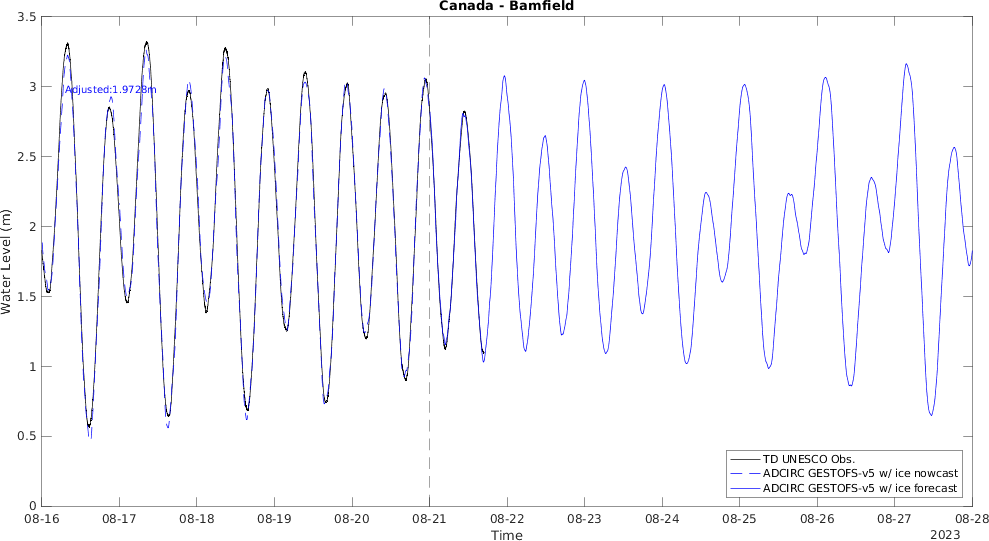 Canada - Bamfield
3.5
3
2.5
2
1.5
1
0.5
0
Water Level (m)
Adjusted:1.9728m
TD UNESCO Obs.
ADCIRC GESTOFS-v5 w/ ice nowcast
ADCIRC GESTOFS-v5 w/ ice forecast
08-16 08-17 08-18 08-19 08-20 08-21 08-22 08-23 08-24 08-25 08-26 08-27 08-28
Time
2023